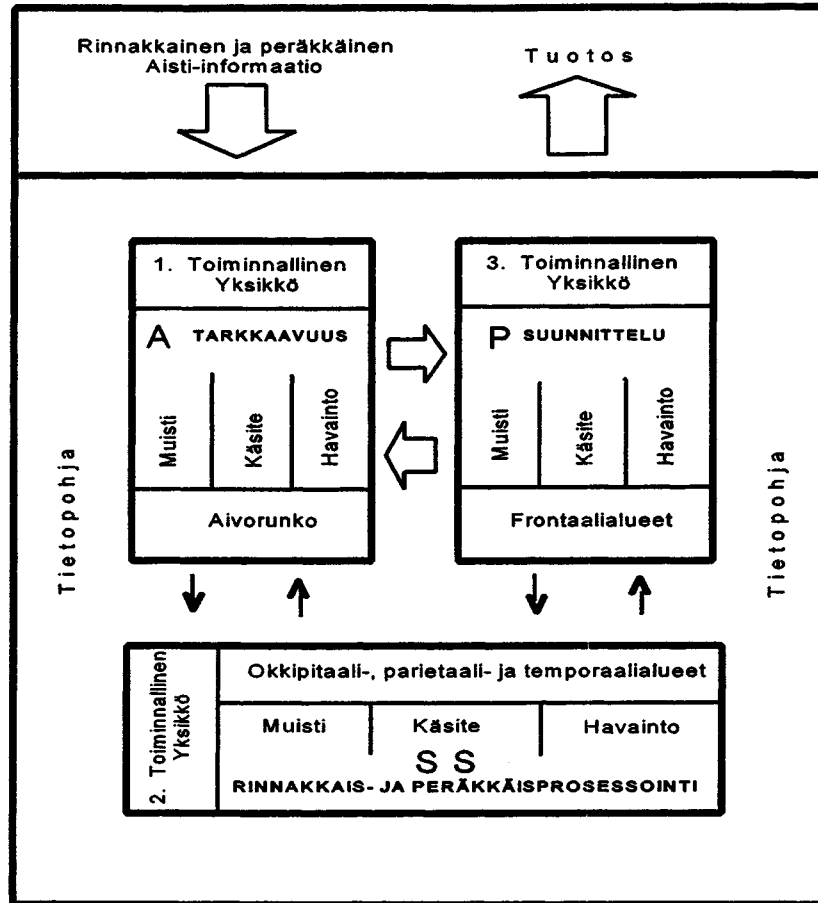 Rinnakkainen ja peräkkäinen
Aisti-informaatio
Tuotos
Tietopohja
1. Toiminnallinen
Yksikkö
A TARKKAAVUUS
Muisti
Käsite
Havainto
Aivorunko
3. Toiminnallinen
Yksikkö
P SUUNNITTELU
Muisti
Käsite
Havainto
Frontaalialueet
Tietopohja
2. Toiminnallinen
Yksikkö
Okkipitaali-, parietaali- ja temporaalialueet
Muisti
Käsite
Havainto
S S
RINNAKKAIS- JA PERÄKKÄISPROSESSOINTI